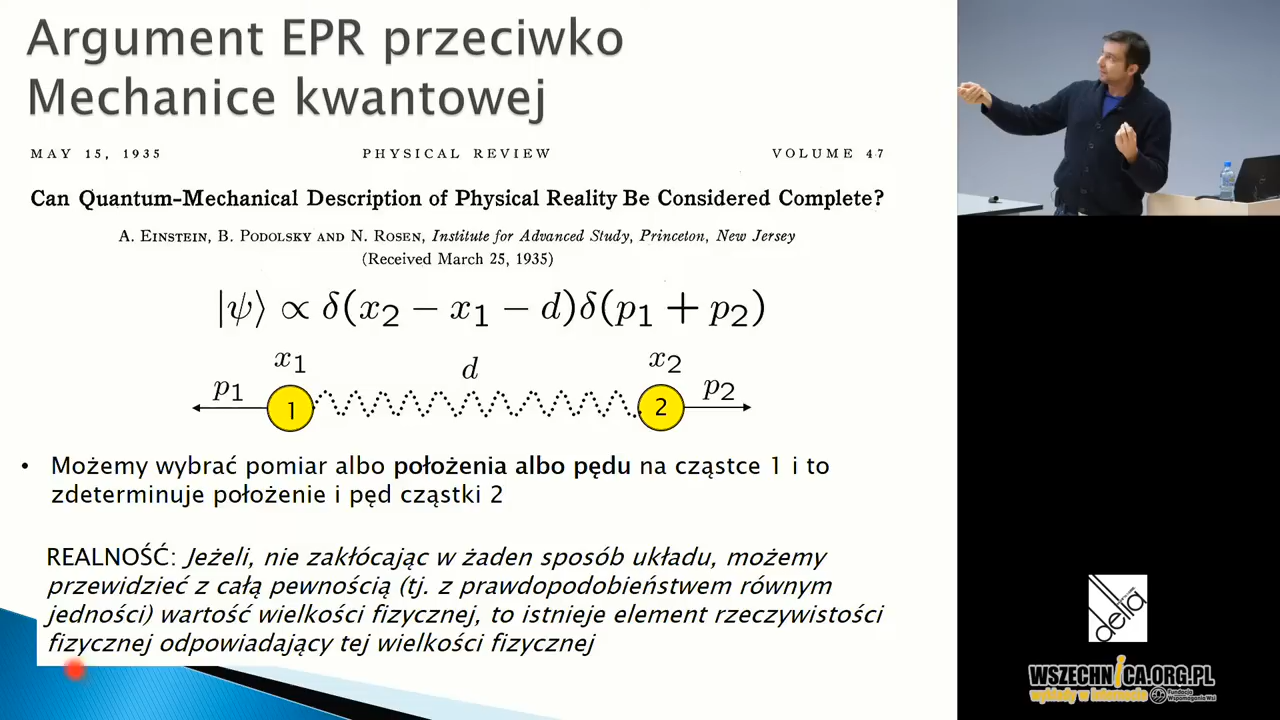 Argument EPR przeciwko
Mechanice kwantowej
MAY 15, 1935 PHYSICAL REVIEW VOLUME 47
Can Quantum-Mechanical Description of Physical Reality Be Considered Complete?
A. EINSTEIN, B. PODOLSKY AND N. ROSEN, Institute for Advanced Study, Princeton, New Jersey
(Received March 25, 1935)
|ψ⟩ ∝ δ(x₂ − x₁ − d)δ(p₁ + p₂)
x₁ d x₂
p₁ p₂
1 2
• Możemy wybrać pomiar albo położenia albo pędu na cząstce 1 i to
zdeterminuje położenie i pęd cząstki 2
REALNOŚĆ: Jeżeli, nie zakłócając w żaden sposób układu, możemy
przewidzieć z całą pewnością (tj. z prawdopodobieństwem równym
jedności) wartość wielkości fizycznej, to istnieje element rzeczywistości
fizycznej odpowiadający tej wielkości fizycznej
delta
WSZECHNICA.ORG.PL
wykłady w internecie
Fundacja
Wspomagania Wsi